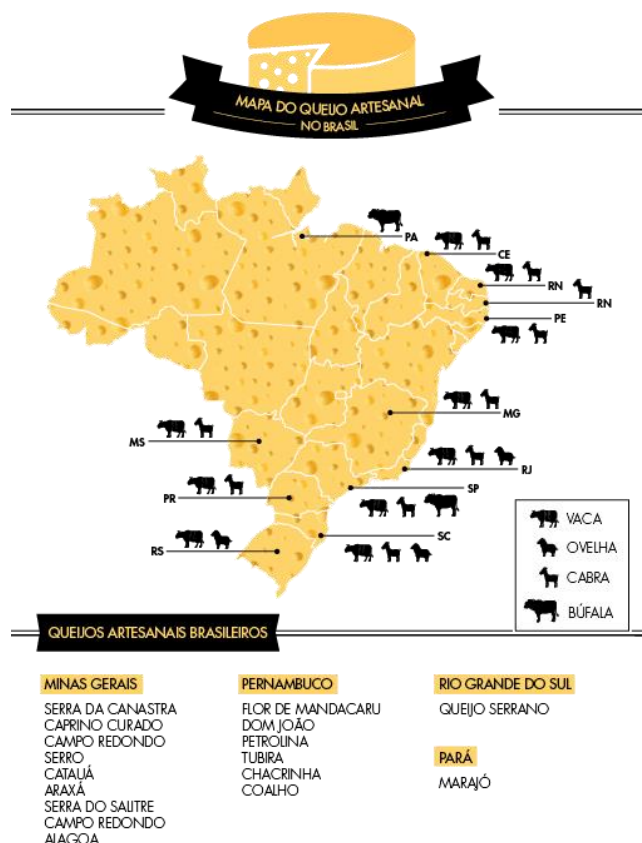 MAPA DO QUEIJO ARTESANAL
NO BRASIL
PA
CE
RN
RN
PE
MG
MS
RJ
SP
PR
SC
RS
VACA
OVELHA
CABRA
BÚFALA
QUEIJOS ARTESANAIS BRASILEIROS
MINAS GERAIS
SERRA DA CANASTRA
CAPRINO CURADO
CAMPO REDONDO
SERRO
CATAUÁ
ARAXÁ
SERRA DO SALITRE
CAMPO REDONDO
ALAGOA
PERNAMBUCO
FLOR DE MANDACARU
DOM JOÃO
PETROLINA
TUBIRA
CHACRINHA
COALHO
RIO GRANDE DO SUL
QUEIJO SERRANO
PARÁ
MARAJÓ